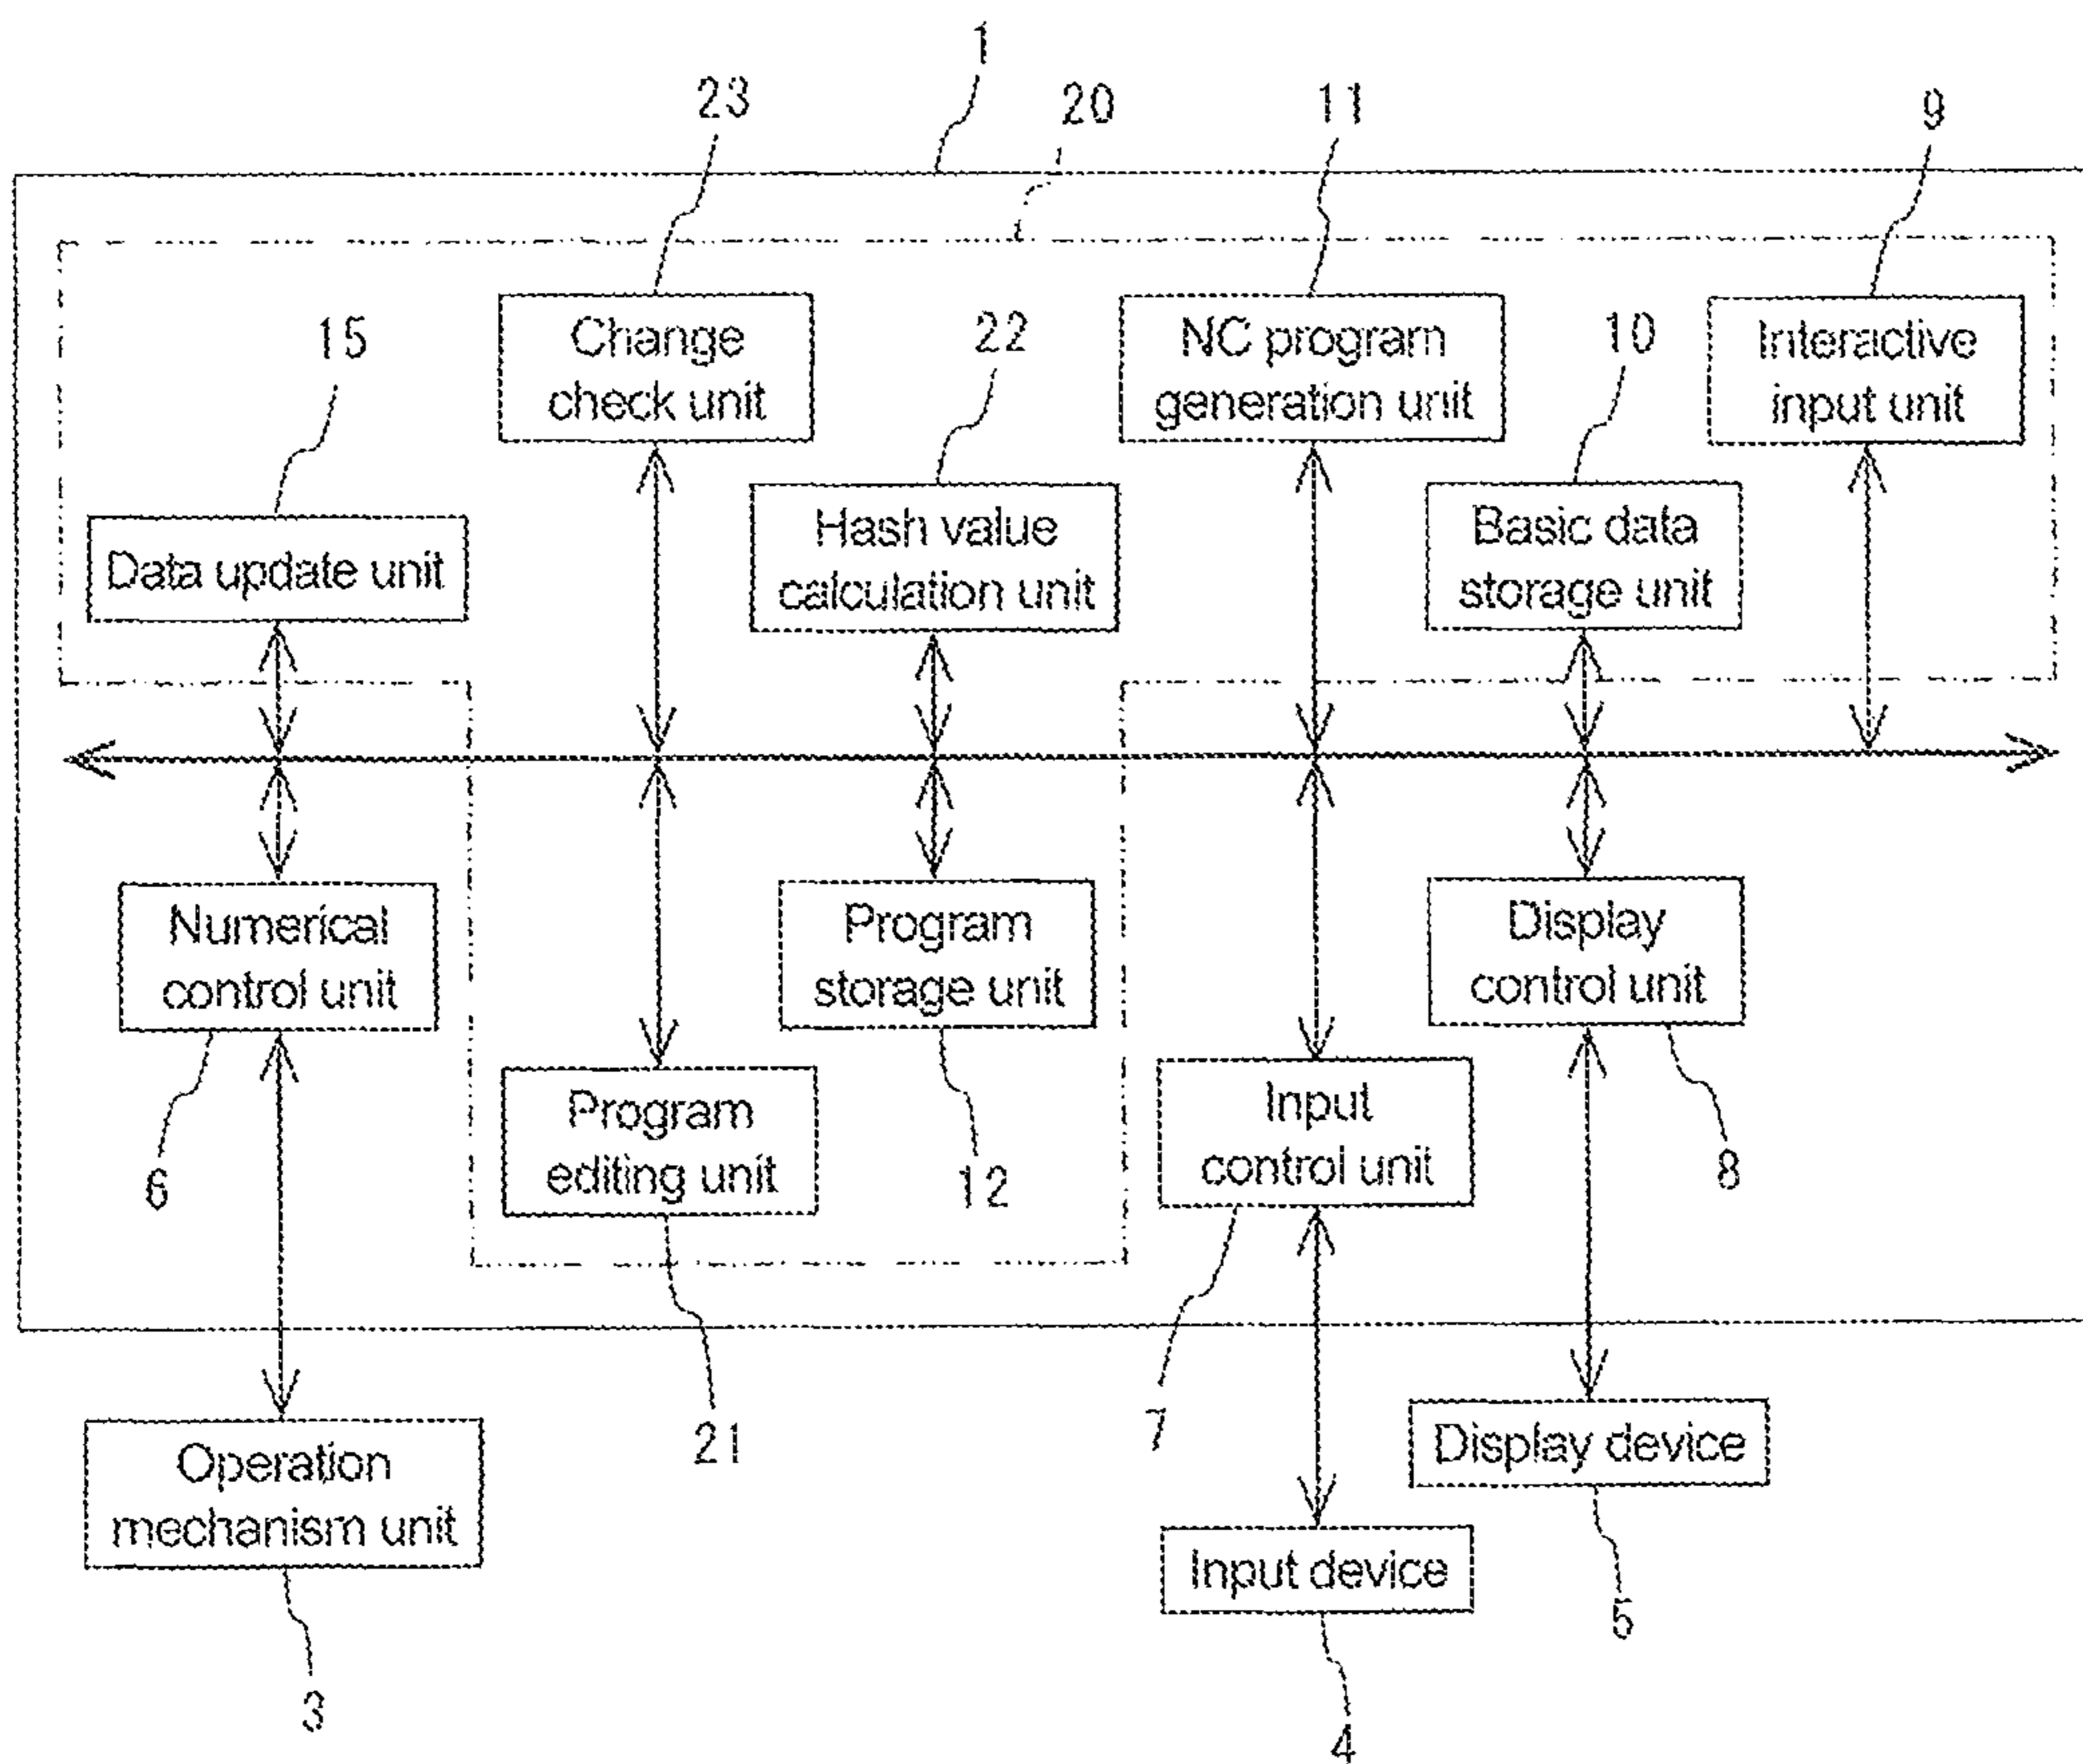 1
23
20
11
9
15
Change
check unit
22
NC program
generation unit
10
Interactive
input unit
Data update unit
Hash value
calculation unit
Basic data
storage unit
Numerical
control unit
Program
storage unit
Display
control unit
6
Program
editing unit
12
Input
control unit
8
21
7
Operation
mechanism unit
Display device
Input device
5
3
4